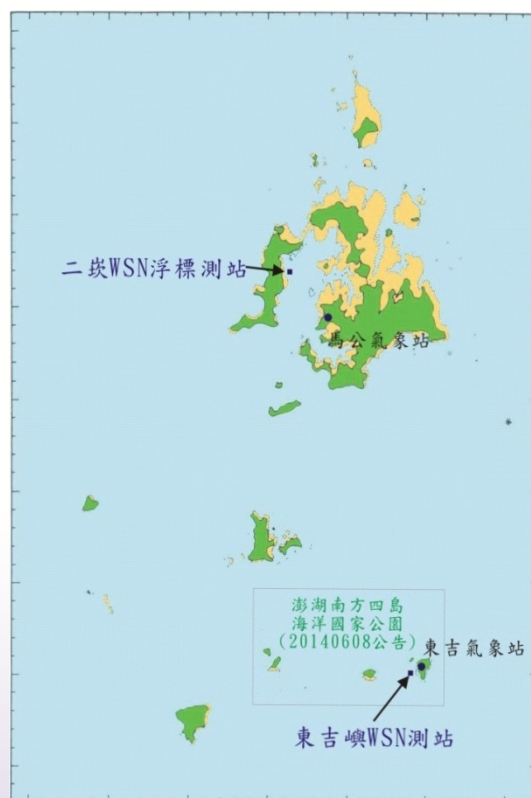 二崁WSN浮標測站
馬公氣象站
澎湖南方四島
海洋國家公園
(20140608公告)
東吉氣象站
東吉嶼WSN測站